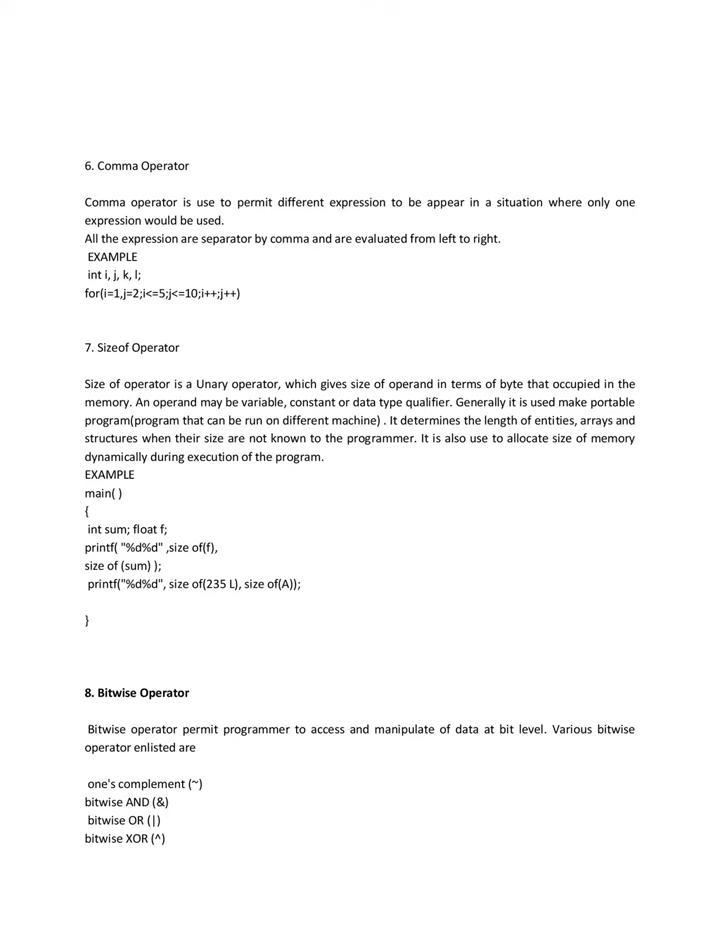 6. Comma Operator
Comma operator is use to permit different expression to be appear in a situation where only one
expression would be used.
All the expression are separator by comma and are evaluated from left to right.
EXAMPLE
int i, j, k, l;
for(i=1,j=2;i<=5;j<=10;i++;j++)
7. Sizeof Operator
Size of operator is a Unary operator, which gives size of operand in terms of byte that occupied in the
memory. An operand may be variable, constant or data type qualifier. Generally it is used make portable
program(program that can be run on different machine) . It determines the length of entities, arrays and
structures when their size are not known to the programmer. It is also use to allocate size of memory
dynamically during execution of the program.
EXAMPLE
main( )
{
int sum; float f;
printf( "%d%d" ,size of(f),
size of (sum) );
printf("%d%d", size of(235 L), size of(A));
}
8. Bitwise Operator
Bitwise operator permit programmer to access and manipulate of data at bit level. Various bitwise
operator enlisted are
one's complement (~)
bitwise AND (&)
bitwise OR (|)
bitwise XOR (^)